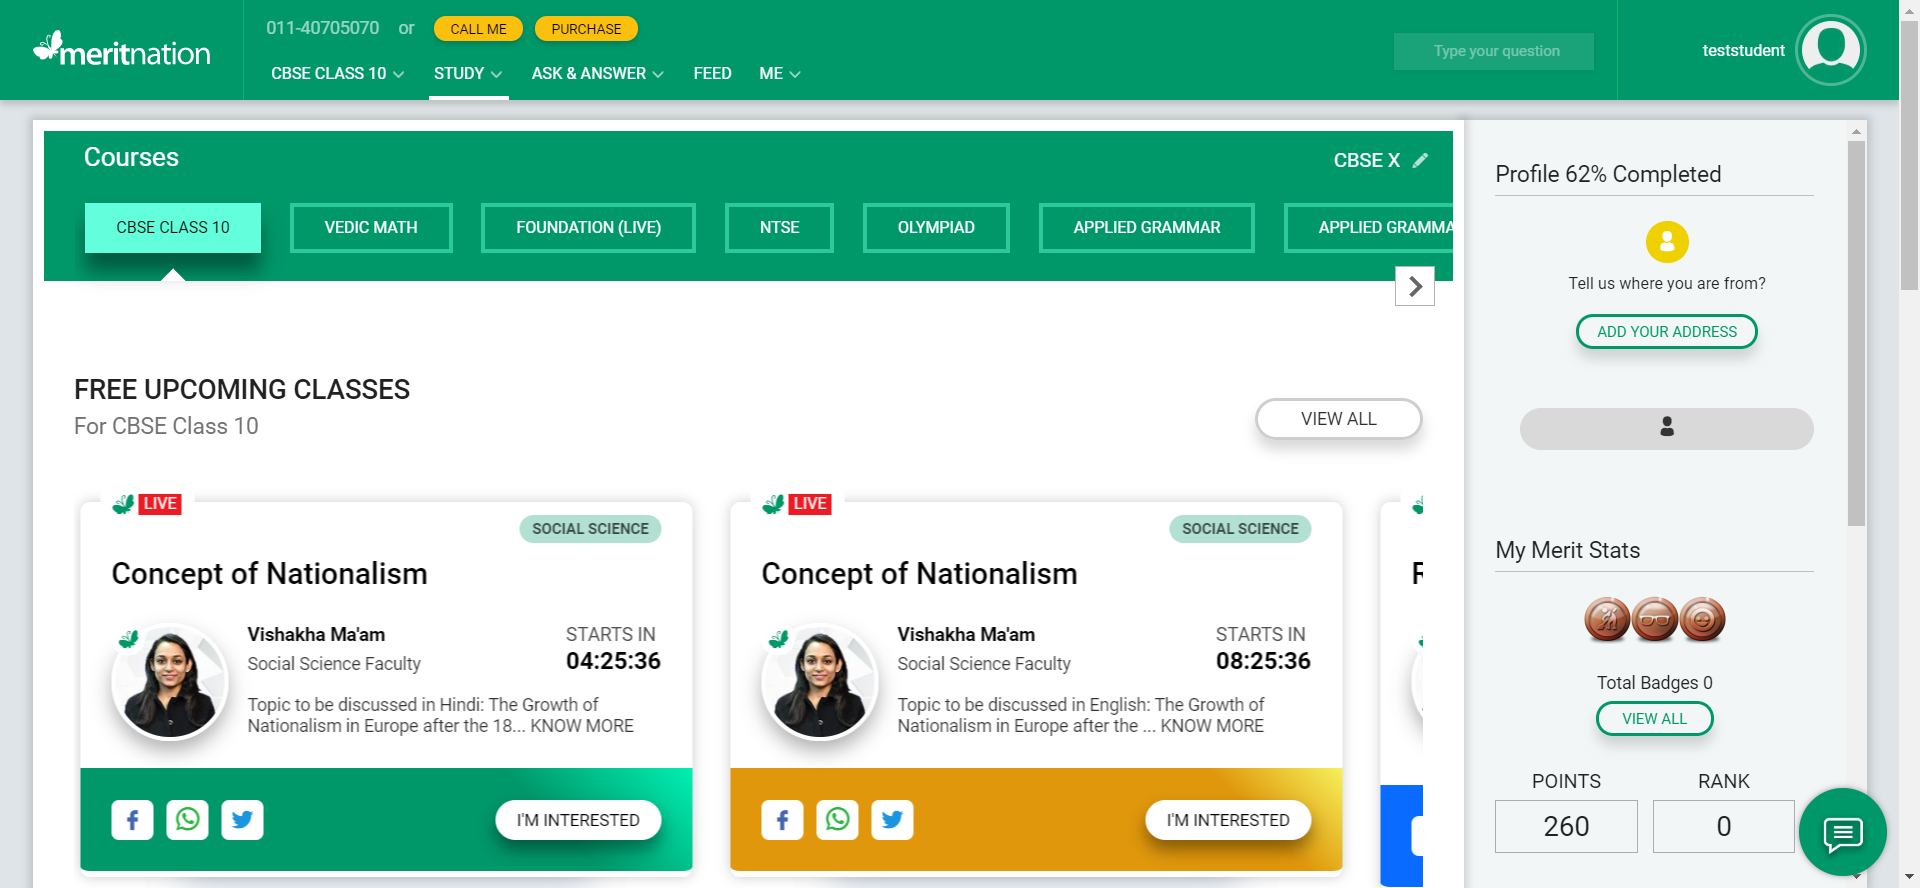 meritnation
011-40705070 or CALL ME PURCHASE
CBSE CLASS 10 STUDY ASK & ANSWER FEED ME
Type your question
teststudent
Courses
CBSE X
CBSE CLASS 10 VEDIC MATH FOUNDATION (LIVE) NTSE OLYMPIAD APPLIED GRAMMAR APPLIED GRAMMA
FREE UPCOMING CLASSES
For CBSE Class 10
VIEW ALL
LIVE
SOCIAL SCIENCE
Concept of Nationalism
Vishakha Ma'am
Social Science Faculty
STARTS IN
04:25:36
Topic to be discussed in Hindi: The Growth of
Nationalism in Europe after the 18... KNOW MORE
I'M INTERESTED
LIVE
SOCIAL SCIENCE
Concept of Nationalism
Vishakha Ma'am
Social Science Faculty
STARTS IN
08:25:36
Topic to be discussed in English: The Growth of
Nationalism in Europe after the ... KNOW MORE
I'M INTERESTED
Profile 62% Completed
Tell us where you are from?
ADD YOUR ADDRESS
My Merit Stats
Total Badges 0
VIEW ALL
POINTS
260
RANK
0